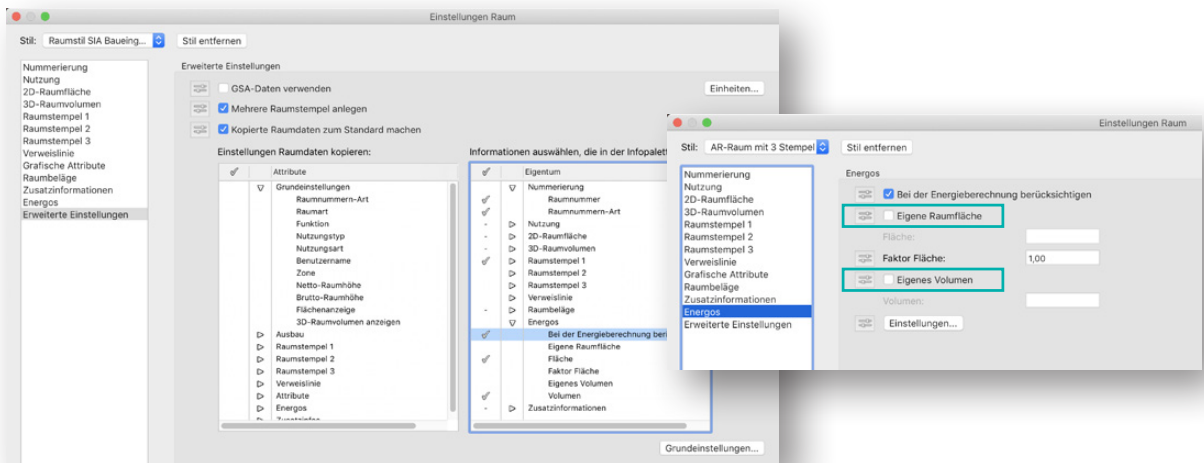 Einstellungen Raum
Stil: Raumstil SIA Baueing... Stil entfernen
Nummerierung
Nutzung
2D-Raumfläche
3D-Raumvolumen
Raumstempel 1
Raumstempel 2
Raumstempel 3
Verweislinie
Grafische Attribute
Raumbeläge
Zusatzinformationen
Energos
Erweiterte Einstellungen
Erweiterte Einstellungen
GSA-Daten verwenden
Einheiten...
Mehrere Raumstempel anlegen
Kopierte Raumdaten zum Standard machen
Einstellungen Raumdaten kopieren:
Attribute
Grundeinstellungen
Raumnummern-Art
Raumart
Funktion
Nutzungstyp
Nutzungsart
Benutzername
Zone
Netto-Raumhöhe
Brutto-Raumhöhe
Flächenanzeige
3D-Raumvolumen anzeigen
Ausbau
Raumstempel 1
Raumstempel 2
Raumstempel 3
Verweislinie
Attribute
Energos
Informationen auswählen, die in der Infopalett
Eigentum
Nummerierung
Raumnummer
Raumnummern-Art
Nutzung
2D-Raumfläche
3D-Raumvolumen
Raumstempel 1
Raumstempel 2
Raumstempel 3
Verweislinie
Raumbeläge
Energos
Bei der Energieberechnung berü
Eigene Raumfläche
Fläche
Faktor Fläche
Eigenes Volumen
Volumen
Zusatzinformationen
Grundeinstellungen...
Einstellungen Raum
Stil: AR-Raum mit 3 Stempel Stil entfernen
Nummerierung
Nutzung
2D-Raumfläche
3D-Raumvolumen
Raumstempel 1
Raumstempel 2
Raumstempel 3
Verweislinie
Grafische Attribute
Raumbeläge
Zusatzinformationen
Energos
Erweiterte Einstellungen
Energos
Bei der Energieberechnung berücksichtigen
Eigene Raumfläche
Fläche:
Faktor Fläche: 1,00
Eigenes Volumen
Volumen:
Einstellungen...